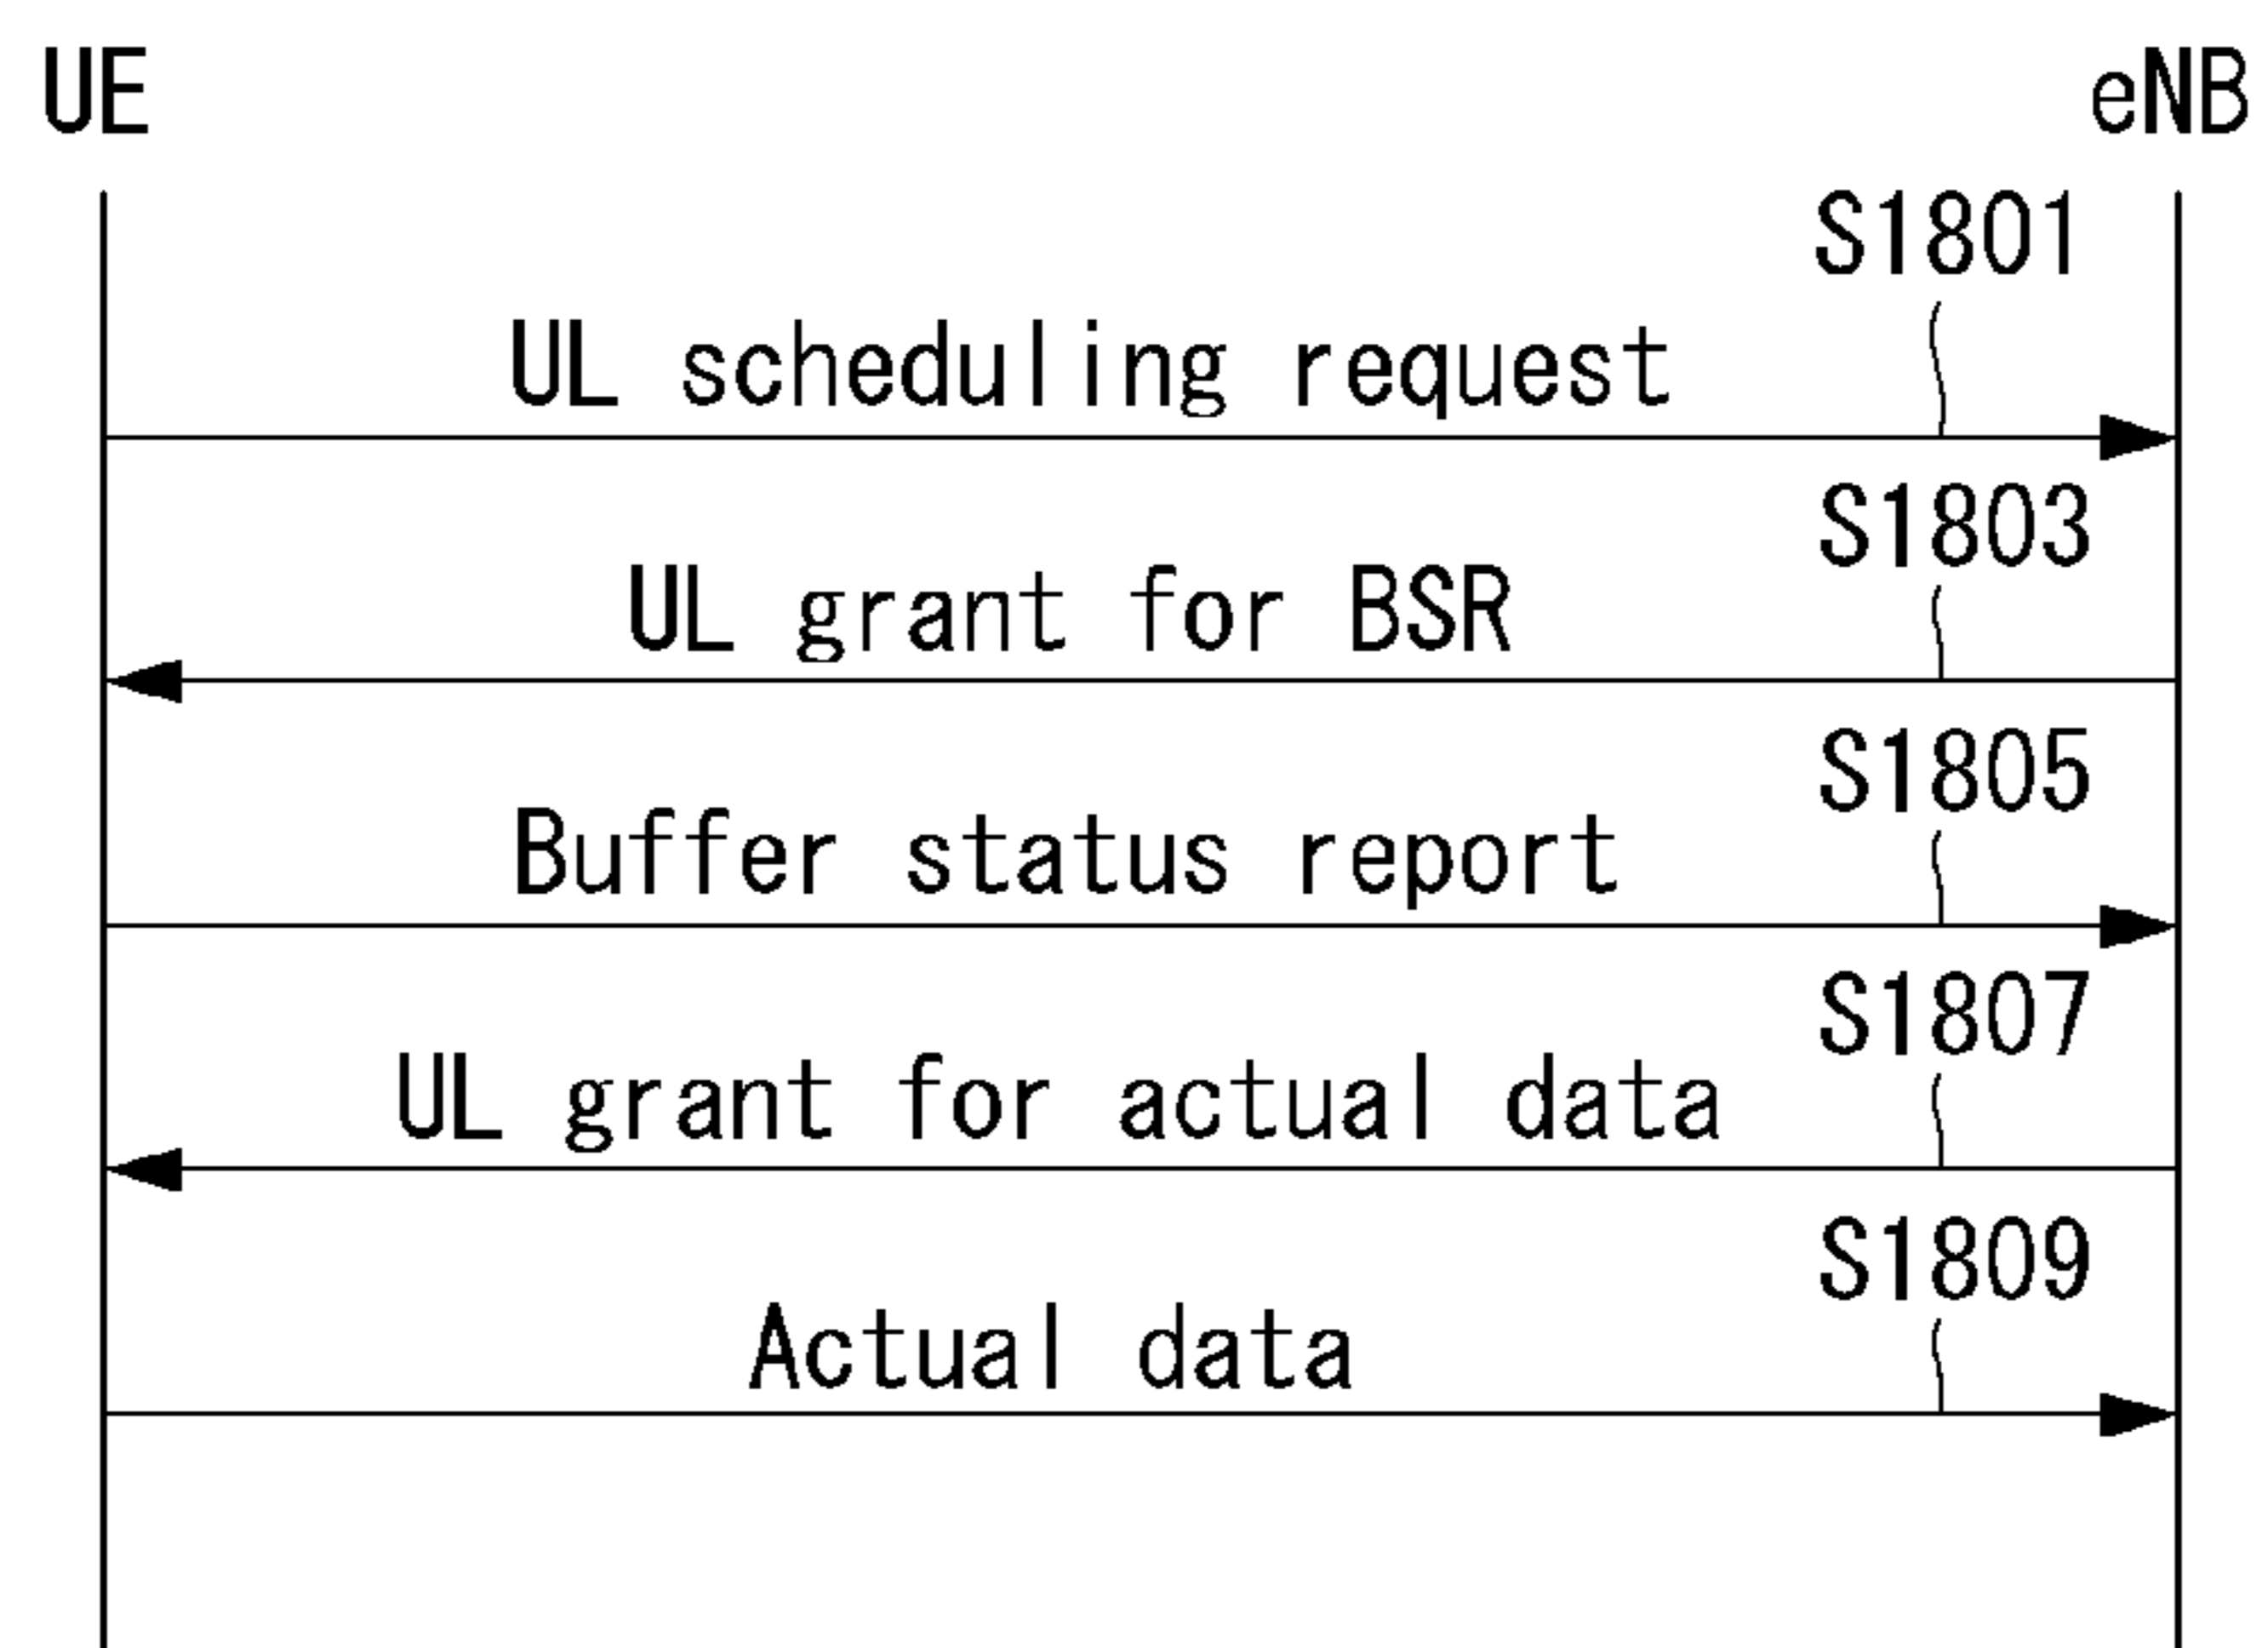 UE eNB
S1801
UL scheduling request
S1803
UL grant for BSR
S1805
Buffer status report
S1807
UL grant for actual data
S1809
Actual data